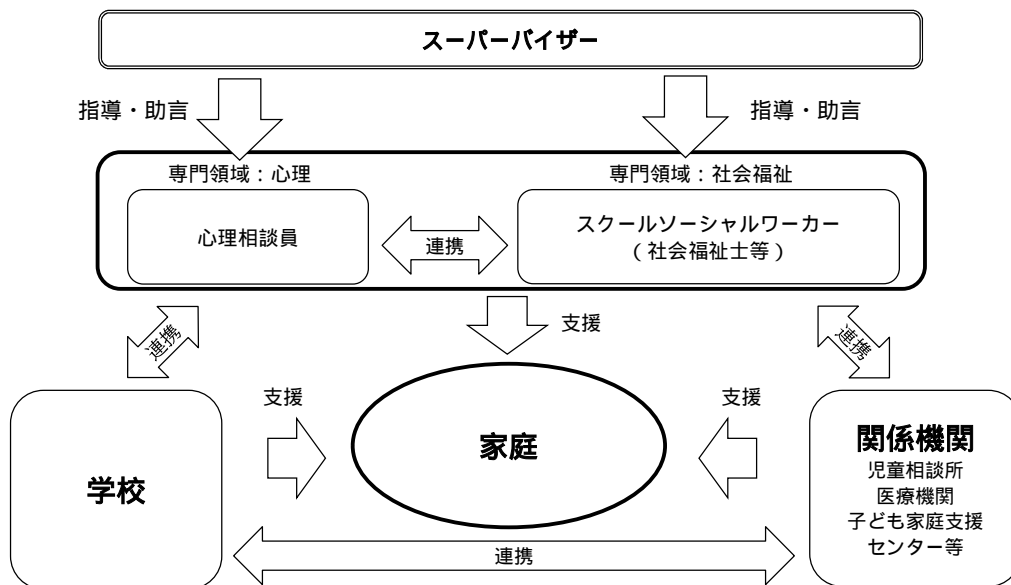 スーパーバイザー
指導・助言
指導・助言
専門領域：心理
専門領域：社会福祉
心理相談員
連携
スクールソーシャルワーカー
（社会福祉士等）
連携
支援
連携
支援
支援
学校
家庭
関係機関
児童相談所
医療機関
子ども家庭支援
センター等
連携